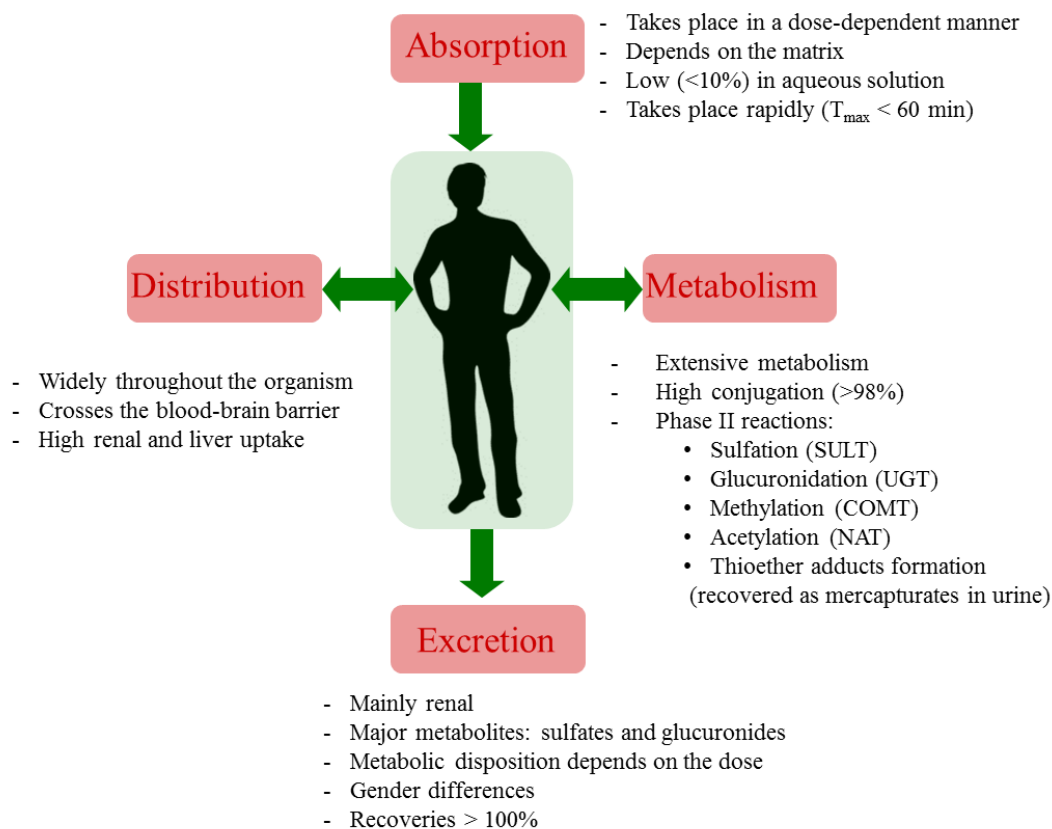 Absorption
- Takes place in a dose-dependent manner
- Depends on the matrix
- Low (<10%) in aqueous solution
- Takes place rapidly (Tmax < 60 min)
Distribution
- Widely throughout the organism
- Crosses the blood-brain barrier
- High renal and liver uptake
Metabolism
- Extensive metabolism
- High conjugation (>98%)
- Phase II reactions:
• Sulfation (SULT)
• Glucuronidation (UGT)
• Methylation (COMT)
• Acetylation (NAT)
• Thioether adducts formation
(recovered as mercapturates in urine)
Excretion
- Mainly renal
- Major metabolites: sulfates and glucuronides
- Metabolic disposition depends on the dose
- Gender differences
- Recoveries > 100%